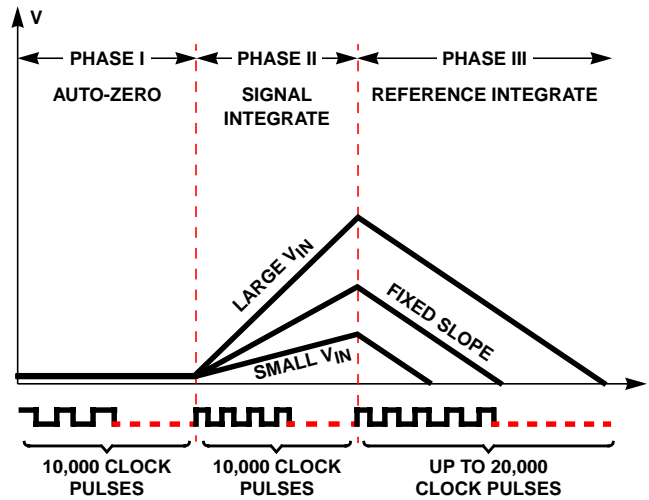 V
PHASE I
PHASE II
PHASE III
AUTO-ZERO
SIGNAL
INTEGRATE
REFERENCE INTEGRATE
LARGE VIN
FIXED SLOPE
SMALL VIN
10,000 CLOCK
PULSES
10,000 CLOCK
PULSES
UP TO 20,000
CLOCK PULSES